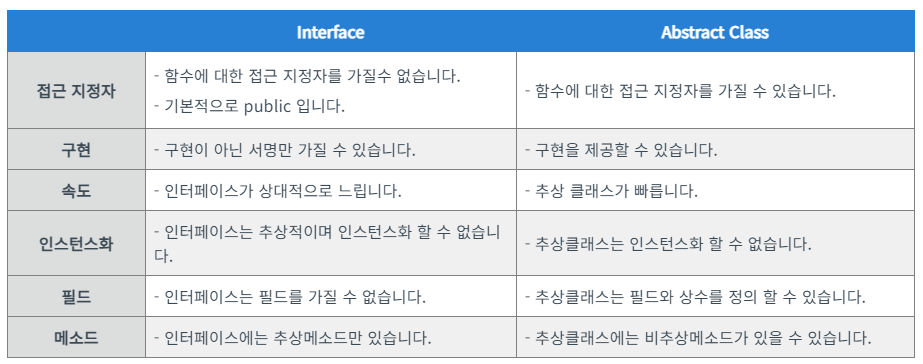 Interface Abstract Class
접근 지정자
- 함수에 대한 접근 지정자를 가질수 없습니다.
- 기본적으로 public 입니다.
- 함수에 대한 접근 지정자를 가질 수 있습니다.
구현
- 구현이 아닌 서명만 가질 수 있습니다.
- 구현을 제공할 수 있습니다.
속도
- 인터페이스가 상대적으로 느립니다.
- 추상 클래스가 빠릅니다.
인스턴스화
- 인터페이스는 추상적이며 인스턴스화 할 수 없습니
다.
- 추상클래스는 인스턴스화 할 수 없습니다.
필드
- 인터페이스는 필드를 가질 수 없습니다.
- 추상클래스는 필드와 상수를 정의 할 수 있습니다.
메소드
- 인터페이스에는 추상메소드만 있습니다.
- 추상클래스에는 비추상메소드가 있을 수 있습니다.